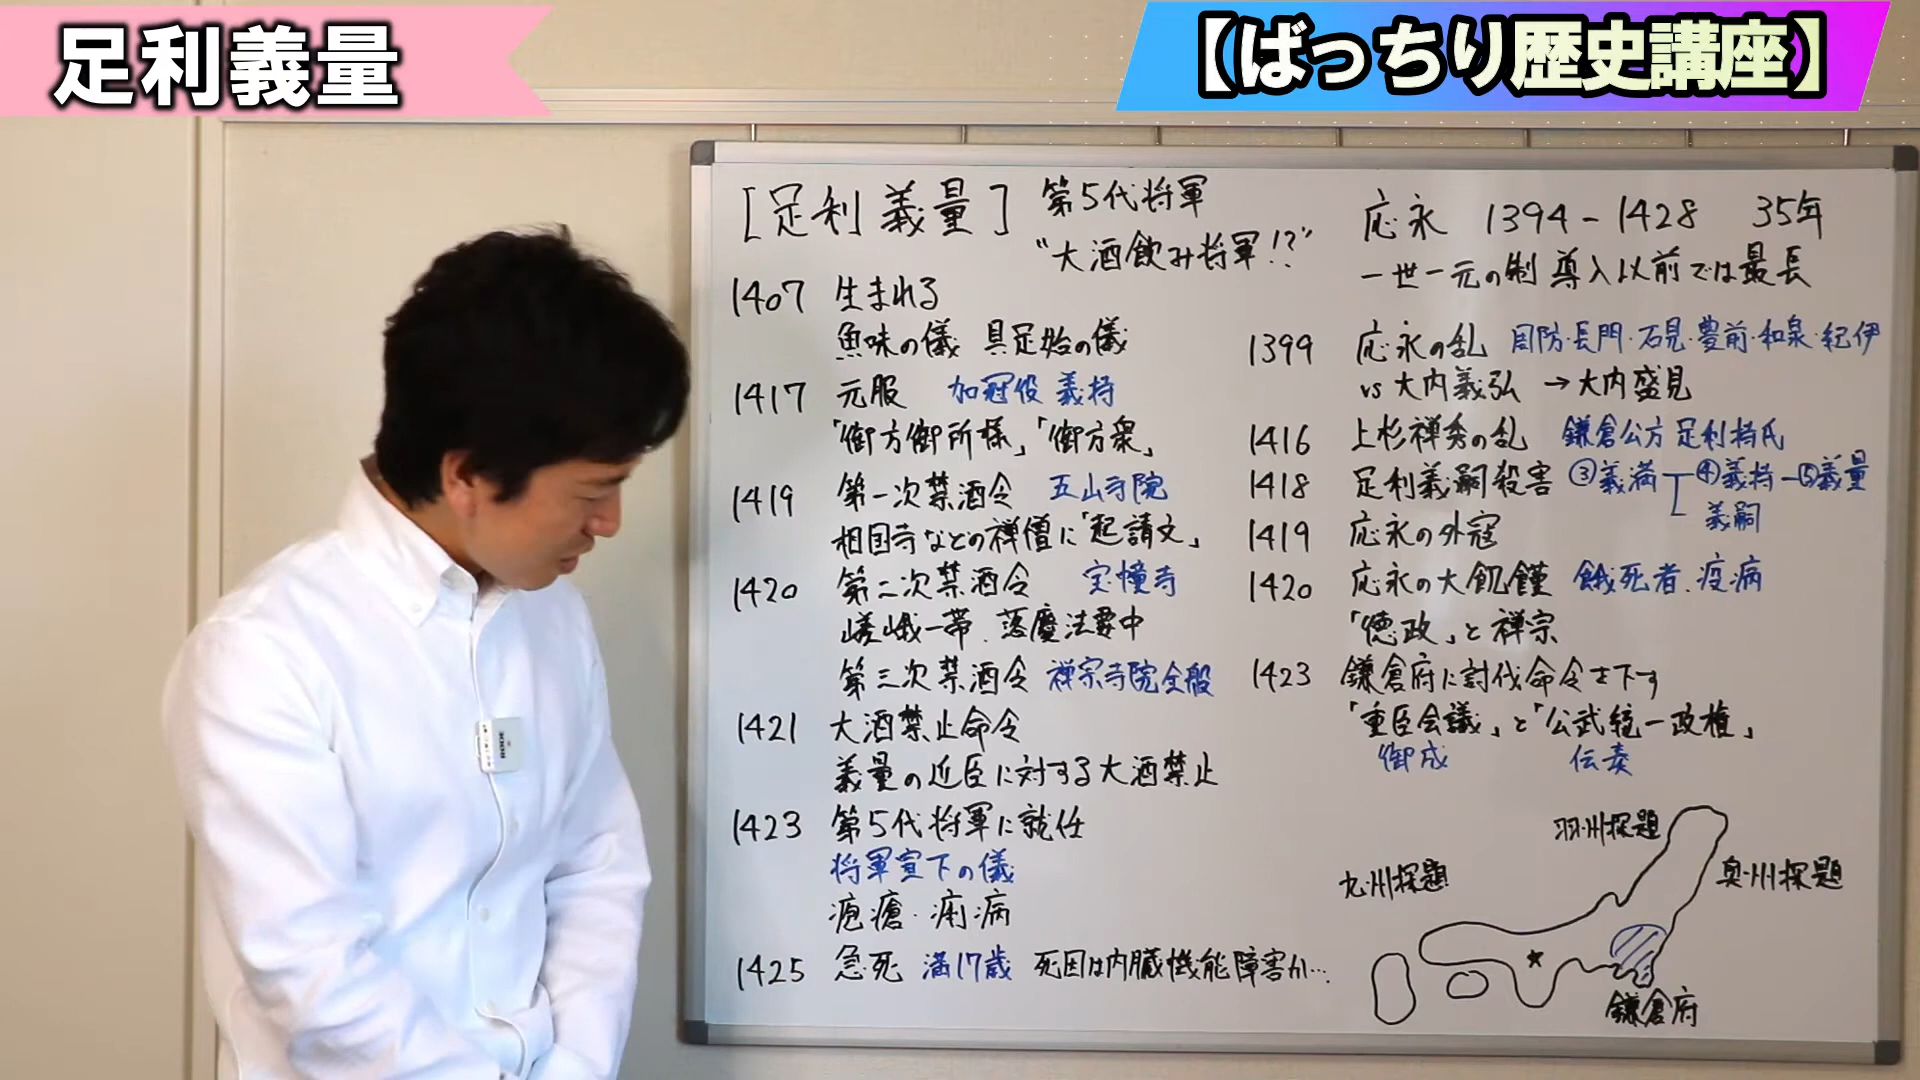 足利義量
【ばっちり歴史講座】
[足利義量] 第5代将軍
“大酒飲み将軍!?”
1407 生まれる
魚味の儀 具足始の儀
1417 元服 加冠役 義持
「御方御所様」「御方衆」
1419 第一次禁酒令 五山寺院
相国寺などの禅僧に「起請文」
1420 第二次禁酒令 宝幢寺
嵯峨一帯、落慶法要中
第三次禁酒令 禅宗寺院全般
1421 大酒禁止命令
義量の近臣に対する大酒禁止
1423 第5代将軍に就任
将軍宣下の儀
疱瘡・痢病
1425 急死 満17歳 死因は内臓機能障害か…
応永 1394-1428 35年
一世一元の制 導入以前では最長
1399 応永の乱 周防・長門・石見・豊前・和泉・紀伊
vs大内義弘→大内盛見
1416 上杉禅秀の乱 鎌倉公方 足利持氏
1418 足利義嗣殺害 ③義満 ④義持-⑤義量
義嗣
1419 応永の外寇
1420 応永の大飢饉 餓死者、疫病
「徳政」と禅宗
1423 鎌倉府に討伐命令を下す
「重臣会議」と「公武統一政権」
御成 伝奏
羽州探題
九州探題
奥州探題
鎌倉府
RODE